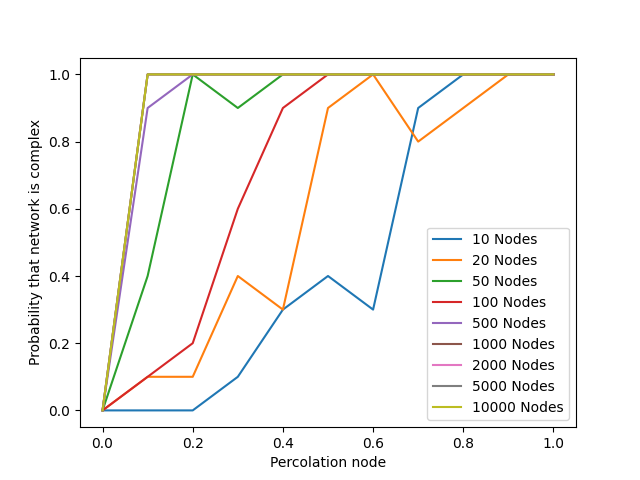 1.0
0.8
0.6
0.4
0.2
0.0
Probability that network is complex
10 Nodes
20 Nodes
50 Nodes
100 Nodes
500 Nodes
1000 Nodes
2000 Nodes
5000 Nodes
10000 Nodes
0.0 0.2 0.4 0.6 0.8 1.0
Percolation node